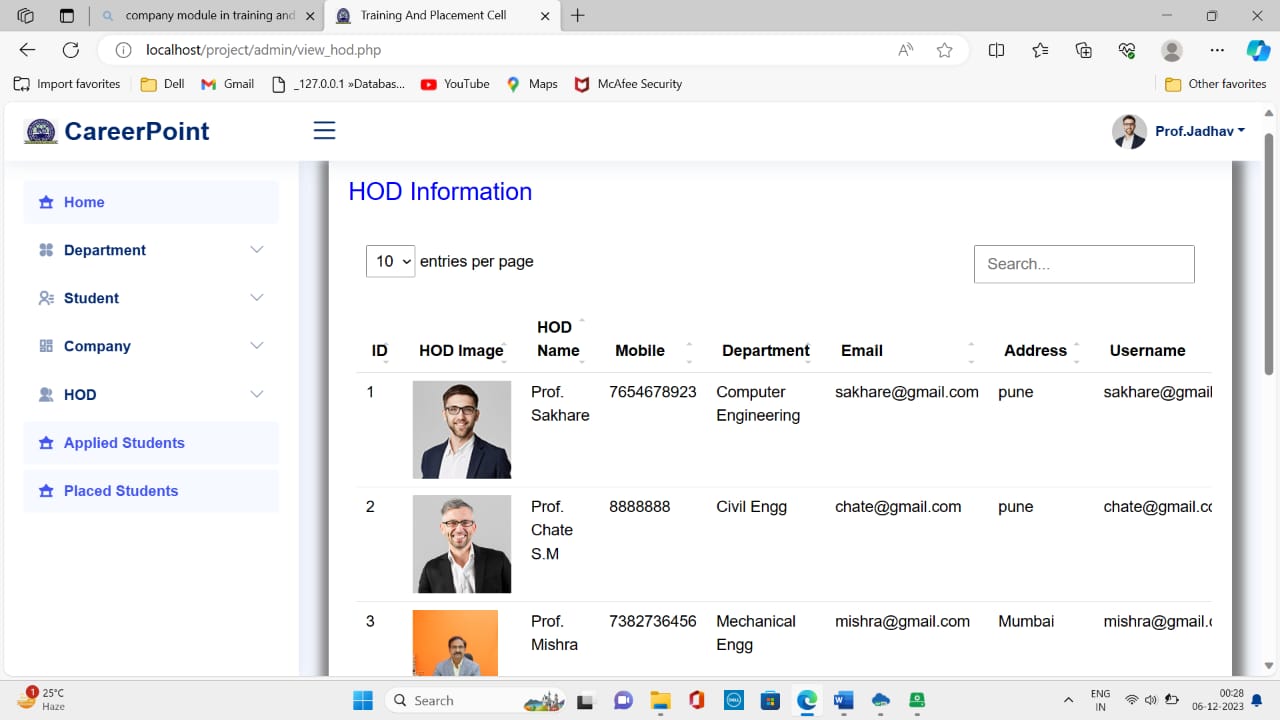 company module in training and
Training And Placement Cell
localhost/project/admin/view_hod.php
Import favorites
Dell
Gmail
_127.0.0.1 »Databas...
YouTube
Maps
McAfee Security
Other favorites
CareerPoint
Prof.Jadhav
Home
Department
Student
Company
HOD
Applied Students
Placed Students
HOD Information
10 entries per page
Search...
ID HOD Image HOD Name Mobile Department Email Address Username
1 Prof. Sakhare 7654678923 Computer Engineering sakhare@gmail.com pune sakhare@gmail
2 Prof. Chate S.M 8888888 Civil Engg chate@gmail.com pune chate@gmail.co
3 Prof. Mishra 7382736456 Mechanical Engg mishra@gmail.com Mumbai mishra@gmail.c
1
25°C
Haze
Search
ENG
IN
00:28
06-12-2023